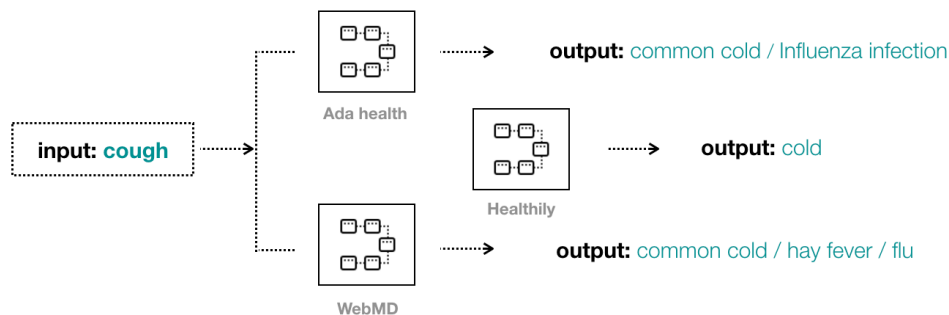 output: common cold / Influenza infection
Ada health
input: cough
output: cold
Healthily
output: common cold / hay fever / flu
WebMD